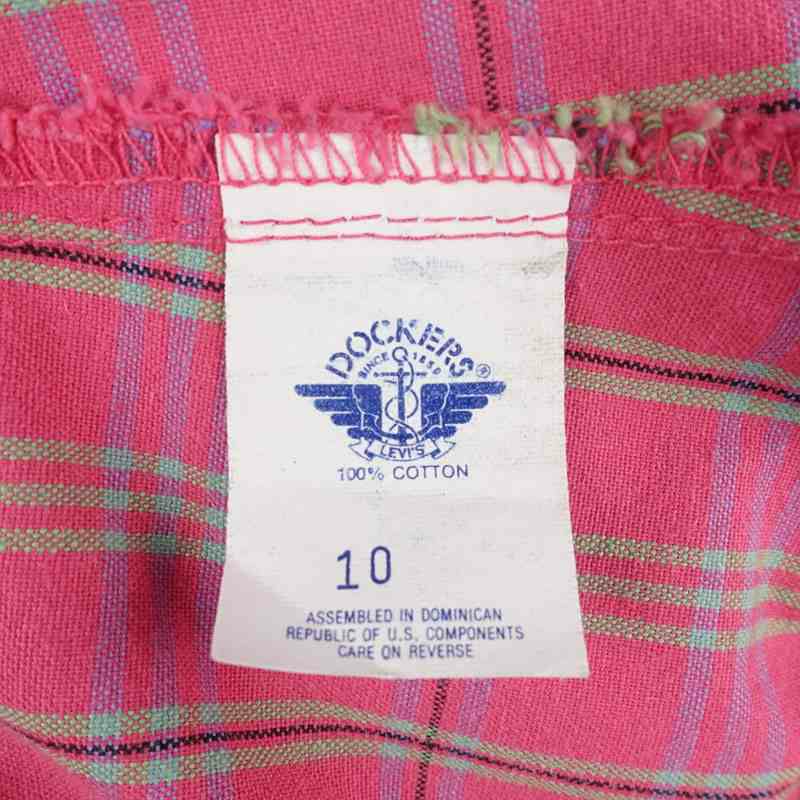 DOCKERS®
SINCE 1850
LEVI'S
100% COTTON
10
ASSEMBLED IN DOMINICAN
REPUBLIC OF U.S. COMPONENTS
CARE ON REVERSE